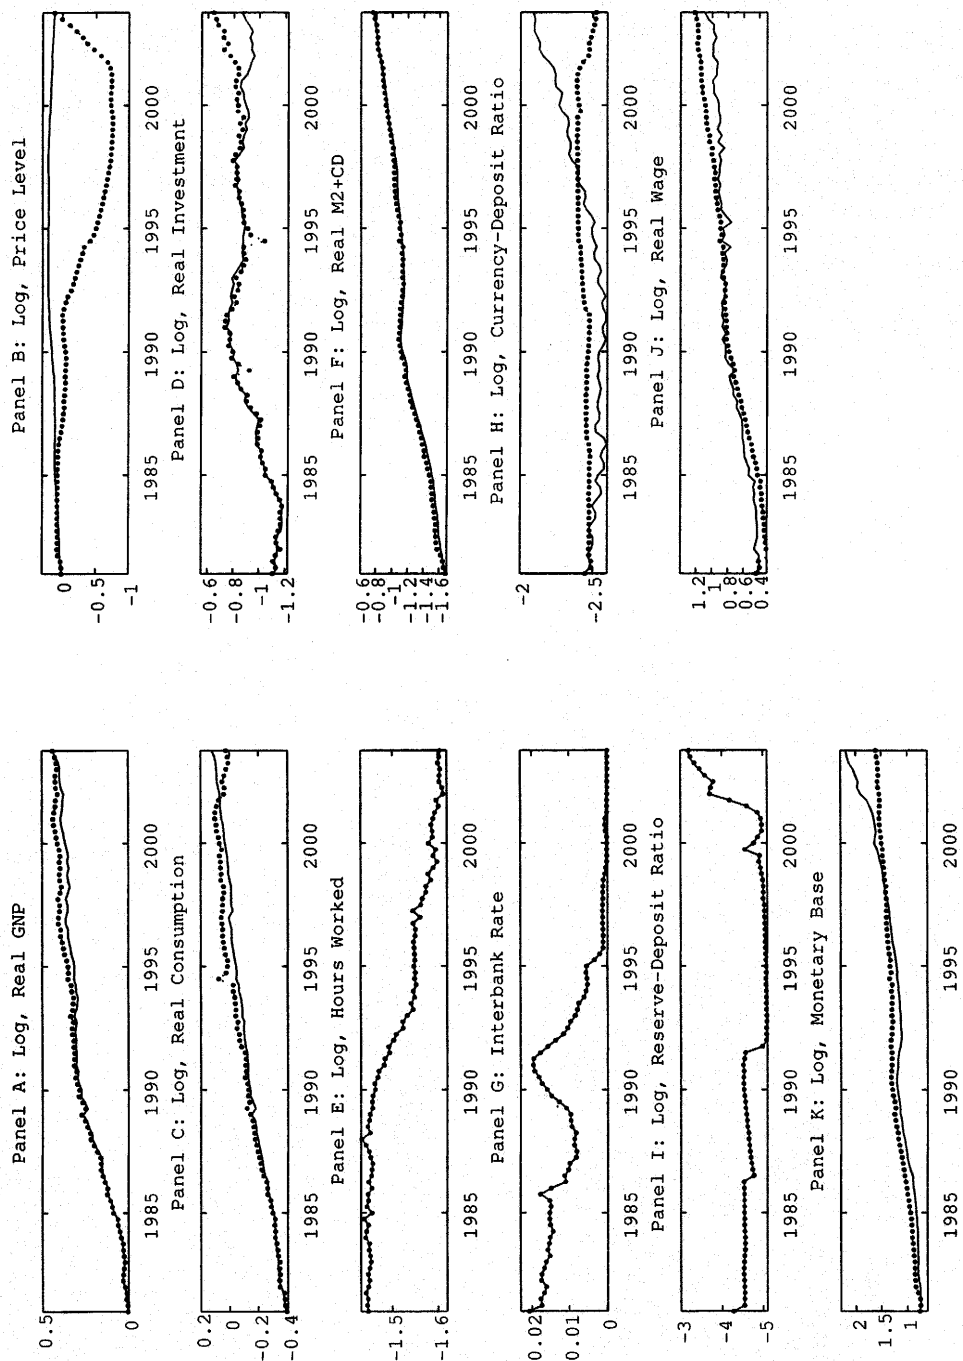 Panel A: Log, Real GNP
0.5
0
1985 1990 1995 2000
Panel B: Log, Price Level
0
-0.5
-1
1985 1990 1995 2000
Panel C: Log, Real Consumption
0.2
0
-0.2
-0.4
1985 1990 1995 2000
Panel D: Log, Real Investment
-0.6
-0.8
-1
-1.2
1985 1990 1995 2000
Panel E: Log, Hours Worked
-1.5
-1.6
1985 1990 1995 2000
Panel F: Log, Real M2+CD
-0.6
-0.8
-1
-1.2
-1.4
-1.6
1985 1990 1995 2000
Panel G: Interbank Rate
0.02
0.01
0
1985 1990 1995 2000
Panel H: Log, Currency-Deposit Ratio
-2
-2.5
1985 1990 1995 2000
Panel I: Log, Reserve-Deposit Ratio
-3
-4
-5
1985 1990 1995 2000
Panel J: Log, Real Wage
1.2
1
0.8
0.6
0.4
1985 1990 1995 2000
Panel K: Log, Monetary Base
2
1.5
1
1985 1990 1995 2000